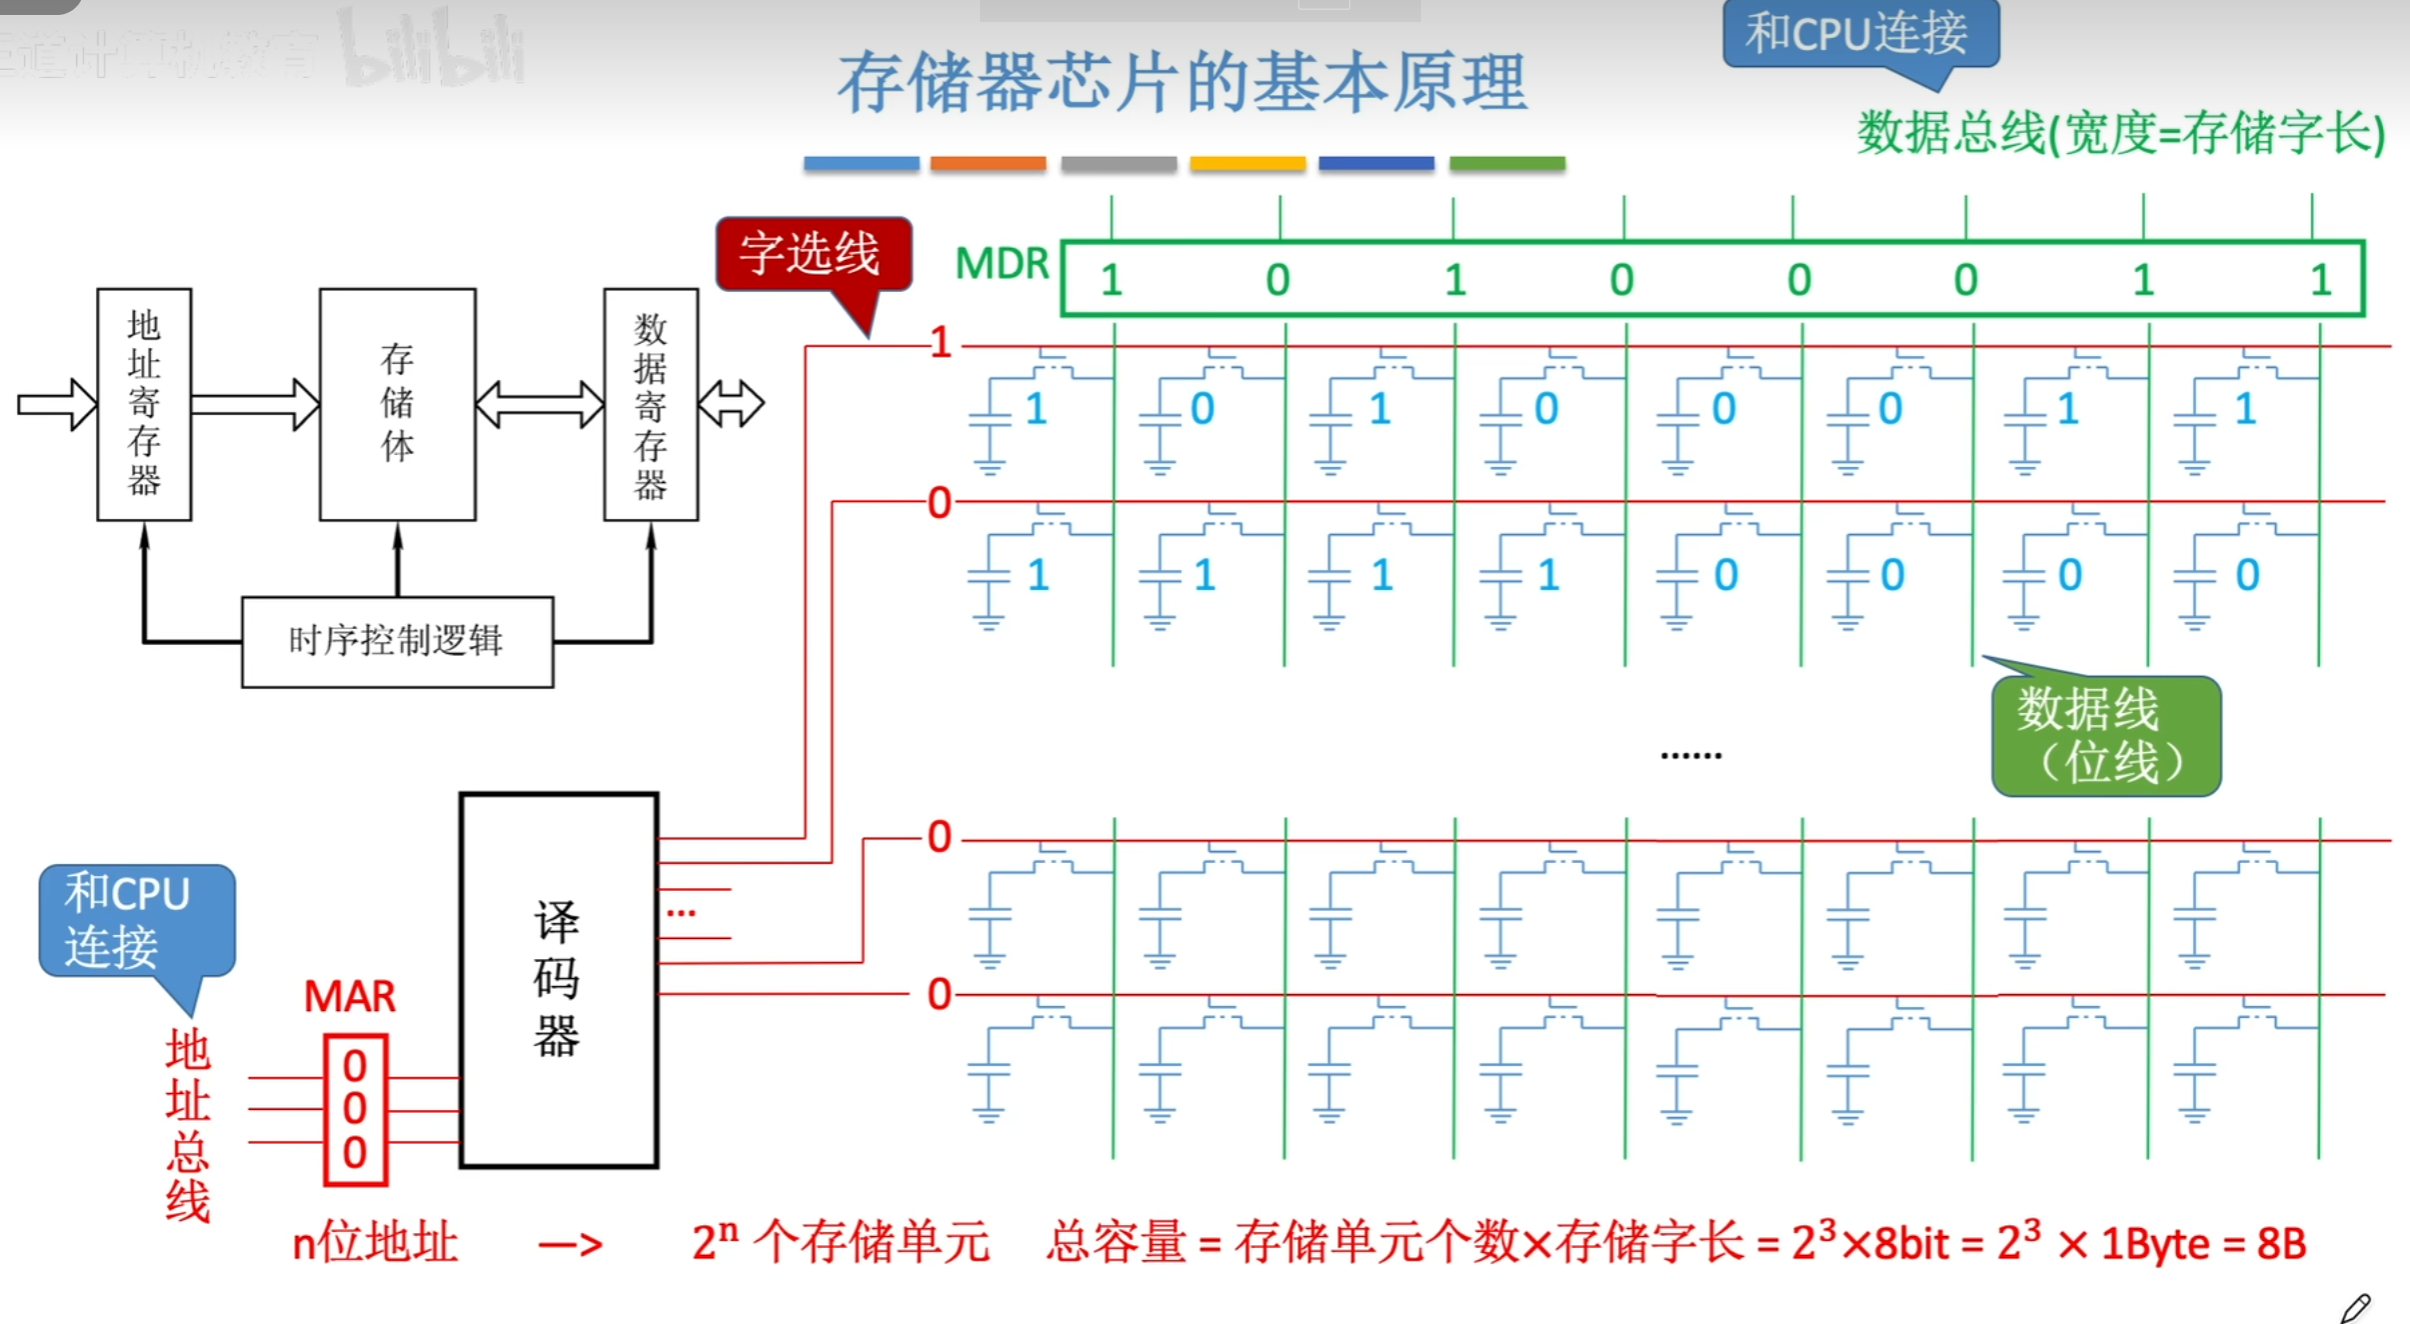 道计算机教育 bilibili
存储器芯片的基本原理
和CPU连接
数据总线(宽度=存储字长)
字选线
MDR 1 0 1 0 0 0 1 1
地址寄存器
存储体
数据寄存器
时序控制逻辑
1
1 0 1 0 0 0 1 1
0
1 1 1 1 0 0 0 0
数据线
（位线）
......
0
0
译码器
...
和CPU
连接
MAR
地址总线
0
0
0
n位地址 —> 2ⁿ 个存储单元 总容量 = 存储单元个数×存储字长 = 2³×8bit = 2³ × 1Byte = 8B